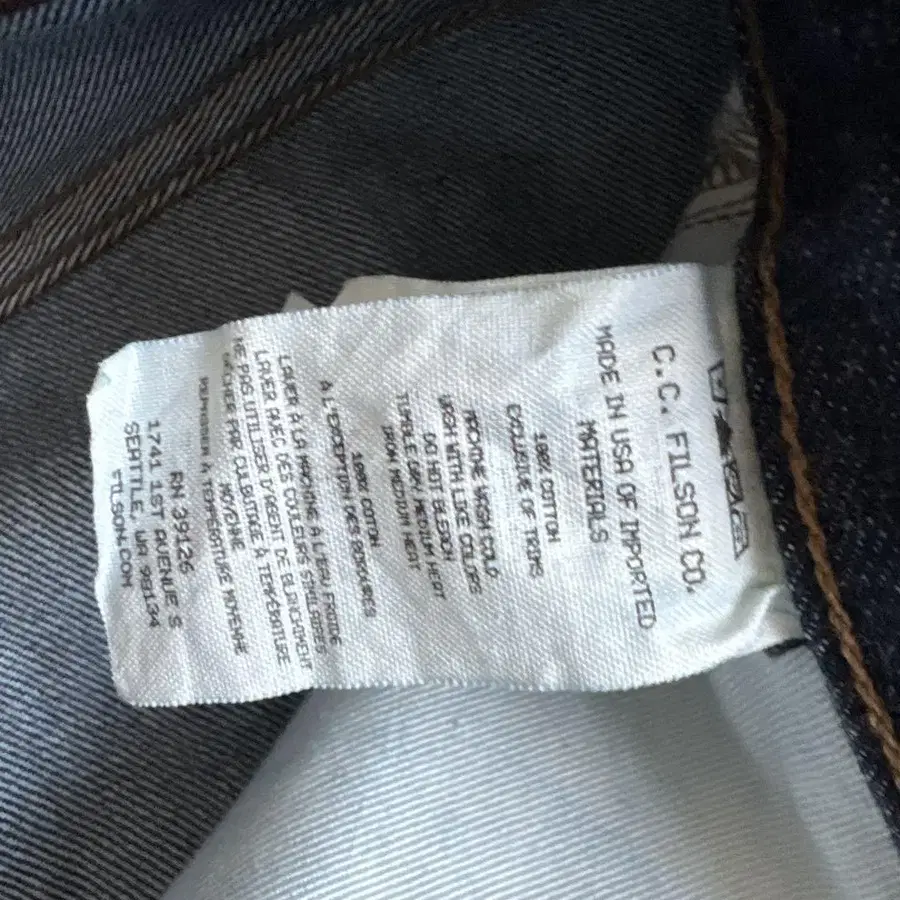 C.C. FILSON CO.
MADE IN USA OF IMPORTED
MATERIALS
100% COTTON
EXCLUSIVE OF TRIMS
MACHINE WASH COLD
WASH WITH LIKE COLORS
DO NOT BLEACH
TUMBLE DRY MEDIUM HEAT
IRON MEDIUM HEAT
100% COTON
À L'EXCEPTION DES BORDURES
LAVER À LA MACHINE À L'EAU FROIDE
LAVER AVEC DES COULEURS SIMILAIRES
NE PAS UTILISER D'AGENT DE BLANCHIMENT
SÉCHER PAR CULBUTAGE À TEMPÉRATURE
MOYENNE
REPASSER À TEMPÉRATURE MOYENNE
RN 39126
1741 1ST AVENUE S
SEATTLE, WA 98134
FILSON.COM